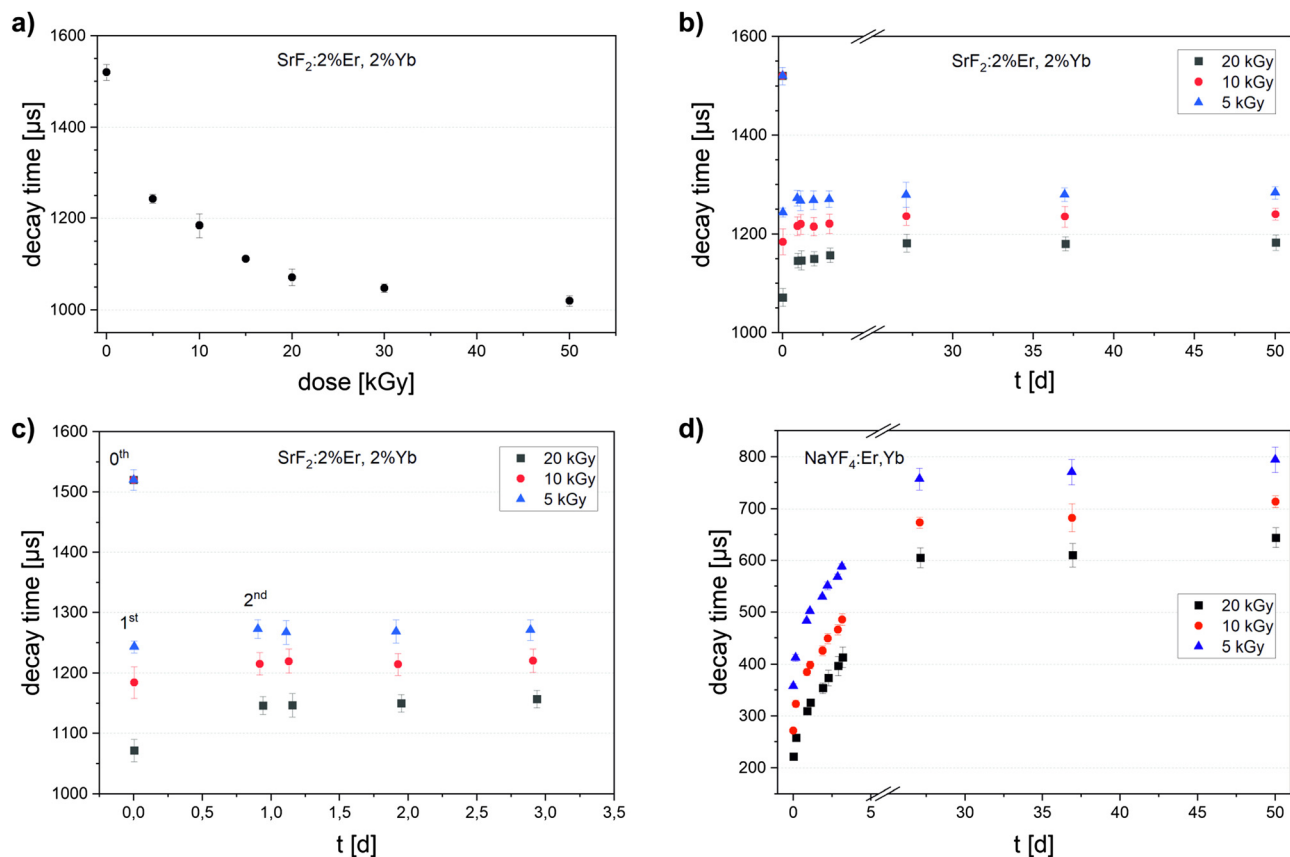 a)
1600
1400
1200
1000
decay time [µs]
SrF2:2%Er, 2%Yb
0 10 20 30 40 50
dose [kGy]
b)
1600
1400
1200
1000
decay time [µs]
SrF2:2%Er, 2%Yb
20 kGy
10 kGy
5 kGy
0 30 35 40 45 50
t [d]
c)
1600
1500
1400
1300
1200
1100
1000
decay time [µs]
SrF2:2%Er, 2%Yb
0th
1st
2nd
20 kGy
10 kGy
5 kGy
0,0 0,5 1,0 1,5 2,0 2,5 3,0 3,5
t [d]
d)
800
700
600
500
400
300
200
decay time [µs]
NaYF4:Er,Yb
20 kGy
10 kGy
5 kGy
0 5 30 35 40 45 50
t [d]